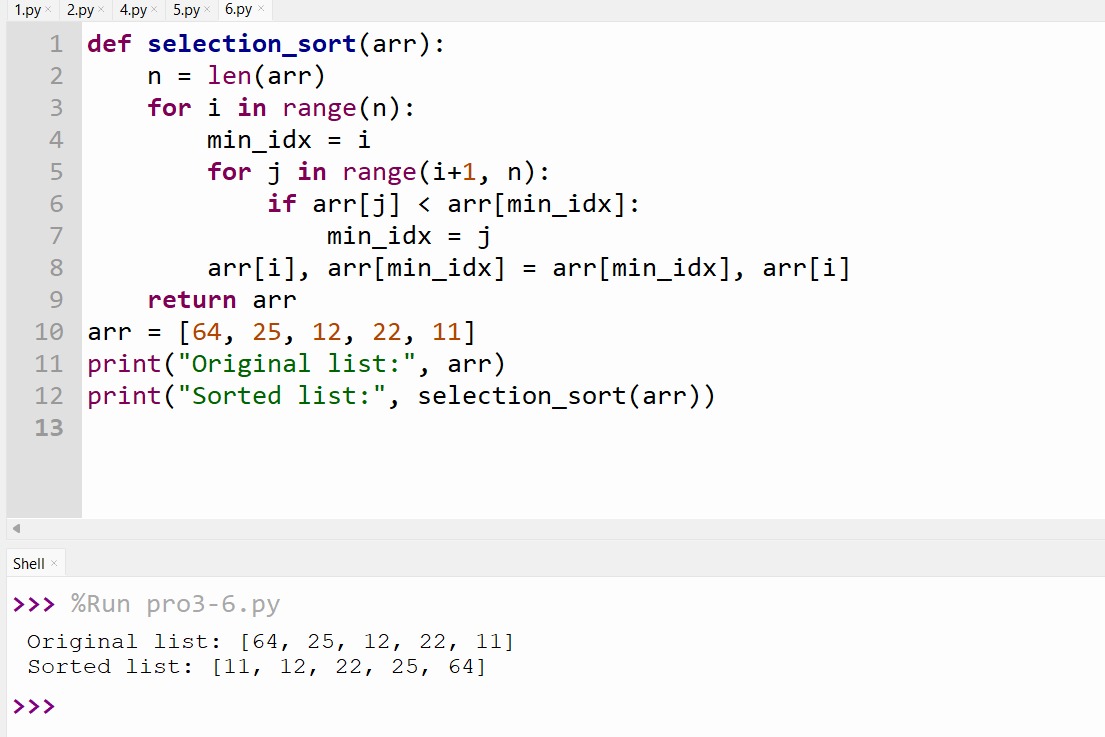 1.py × 2.py × 4.py × 5.py × 6.py ×
1 def selection_sort(arr):
2     n = len(arr)
3     for i in range(n):
4         min_idx = i
5         for j in range(i+1, n):
6             if arr[j] < arr[min_idx]:
7                 min_idx = j
8         arr[i], arr[min_idx] = arr[min_idx], arr[i]
9     return arr
10 arr = [64, 25, 12, 22, 11]
11 print("Original list:", arr)
12 print("Sorted list:", selection_sort(arr))
13
Shell ×
>>> %Run pro3-6.py
Original list: [64, 25, 12, 22, 11]
Sorted list: [11, 12, 22, 25, 64]
>>>